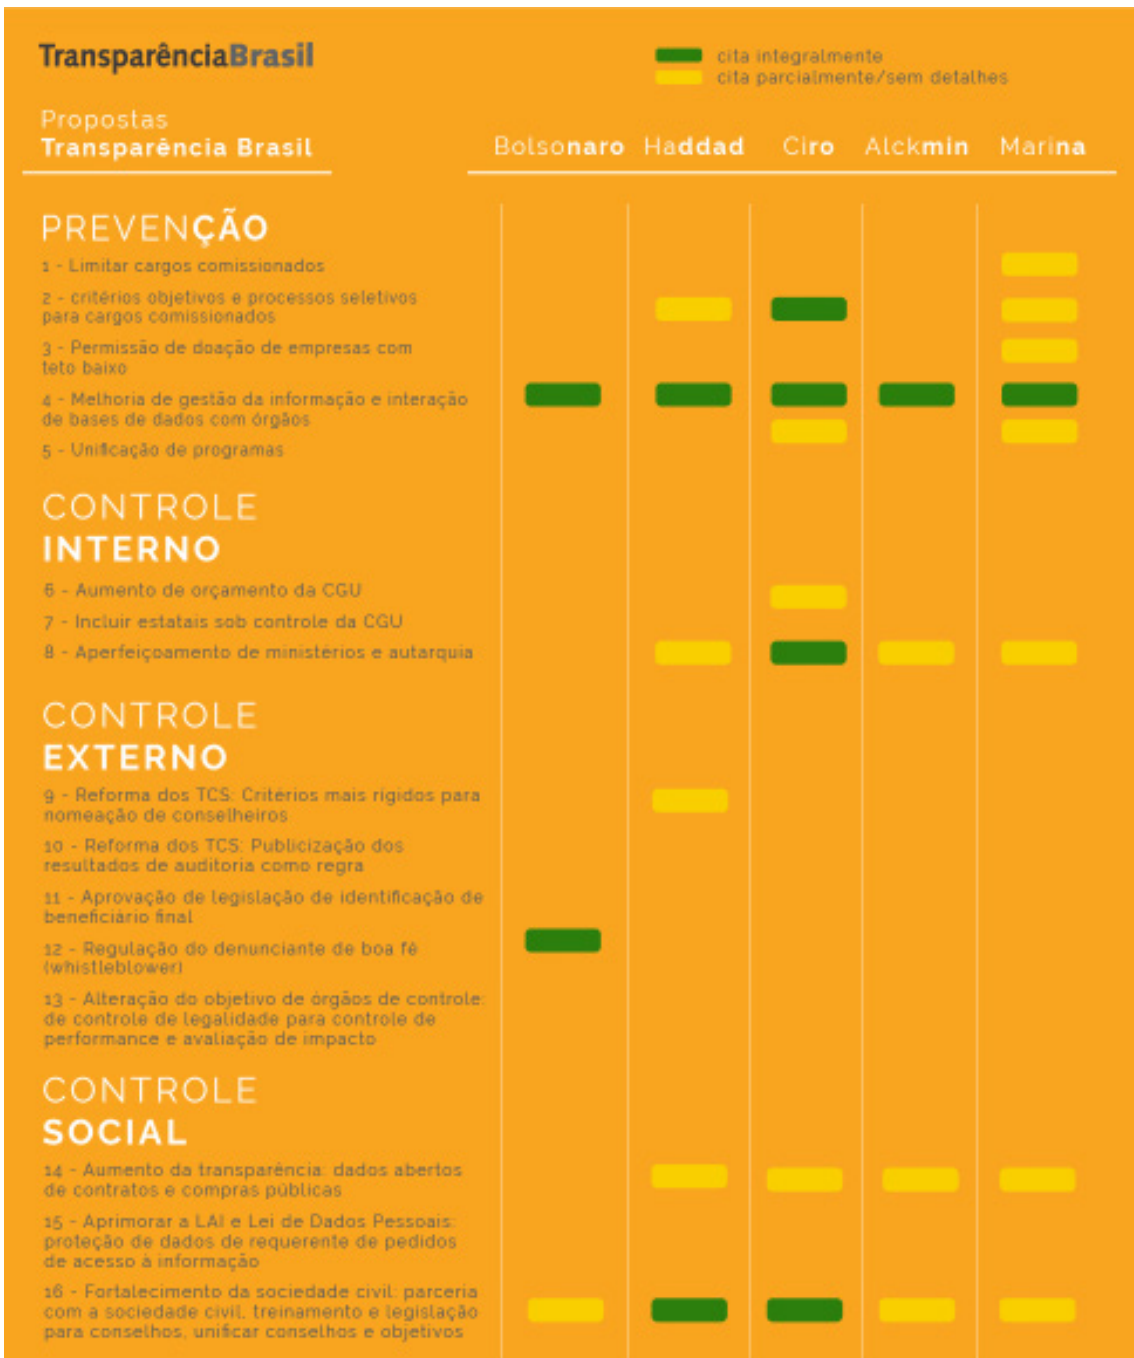 TransparênciaBrasil
cita integralmente
cita parcialmente/sem detalhes
Propostas
Transparência Brasil
Bolsonaro Haddad Ciro Alckmin Marina
PREVENÇÃO
1 - Limitar cargos comissionados
2 - critérios objetivos e processos seletivos
para cargos comissionados
3 - Permissão de doação de empresas com
teto baixo
4 - Melhoria de gestão da informação e interação
de bases de dados com órgãos
5 - Unificação de programas
CONTROLE
INTERNO
6 - Aumento de orçamento da CGU
7 - Incluir estatais sob controle da CGU
8 - Aperfeiçoamento de ministérios e autarquia
CONTROLE
EXTERNO
9 - Reforma dos TCS: Critérios mais rígidos para
nomeação de conselheiros
10 - Reforma dos TCS: Publicização dos
resultados de auditoria como regra
11 - Aprovação de legislação de identificação de
beneficiário final
12 - Regulação do denunciante de boa fé
(whistleblower)
13 - Alteração do objetivo de órgãos de controle:
de controle de legalidade para controle de
performance e avaliação de impacto
CONTROLE
SOCIAL
14 - Aumento da transparência: dados abertos
de contratos e compras públicas
15 - Aprimorar a LAI e Lei de Dados Pessoais:
proteção de dados de requerente de pedidos
de acesso à informação
16 - Fortalecimento da sociedade civil: parceria
com a sociedade civil, treinamento e legislação
para conselhos, unificar conselhos e objetivos